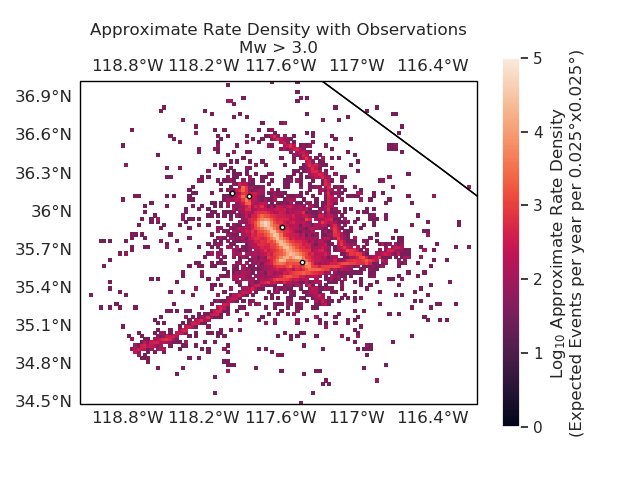 Approximate Rate Density with Observations
Mw > 3.0
118.8°W 118.2°W 117.6°W 117°W 116.4°W
36.9°N
36.6°N
36.3°N
36°N
35.7°N
35.4°N
35.1°N
34.8°N
34.5°N
118.8°W 118.2°W 117.6°W 117°W 116.4°W
5
4
3
2
1
0
Log₁₀ Approximate Rate Density
(Expected Events per year per 0.025°x0.025°)